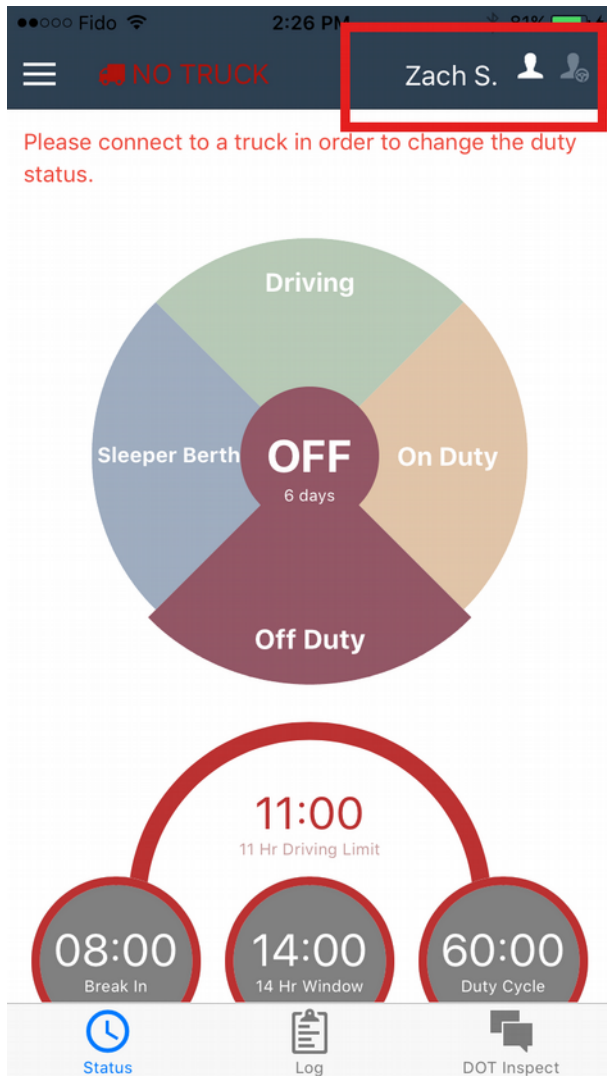 ●●○○○ Fido 2:26 PM 81%
NO TRUCK Zach S.
Please connect to a truck in order to change the duty
status.
Driving
Sleeper Berth OFF On Duty
6 days
Off Duty
11:00
11 Hr Driving Limit
08:00 14:00 60:00
Break In 14 Hr Window Duty Cycle
Status Log DOT Inspect